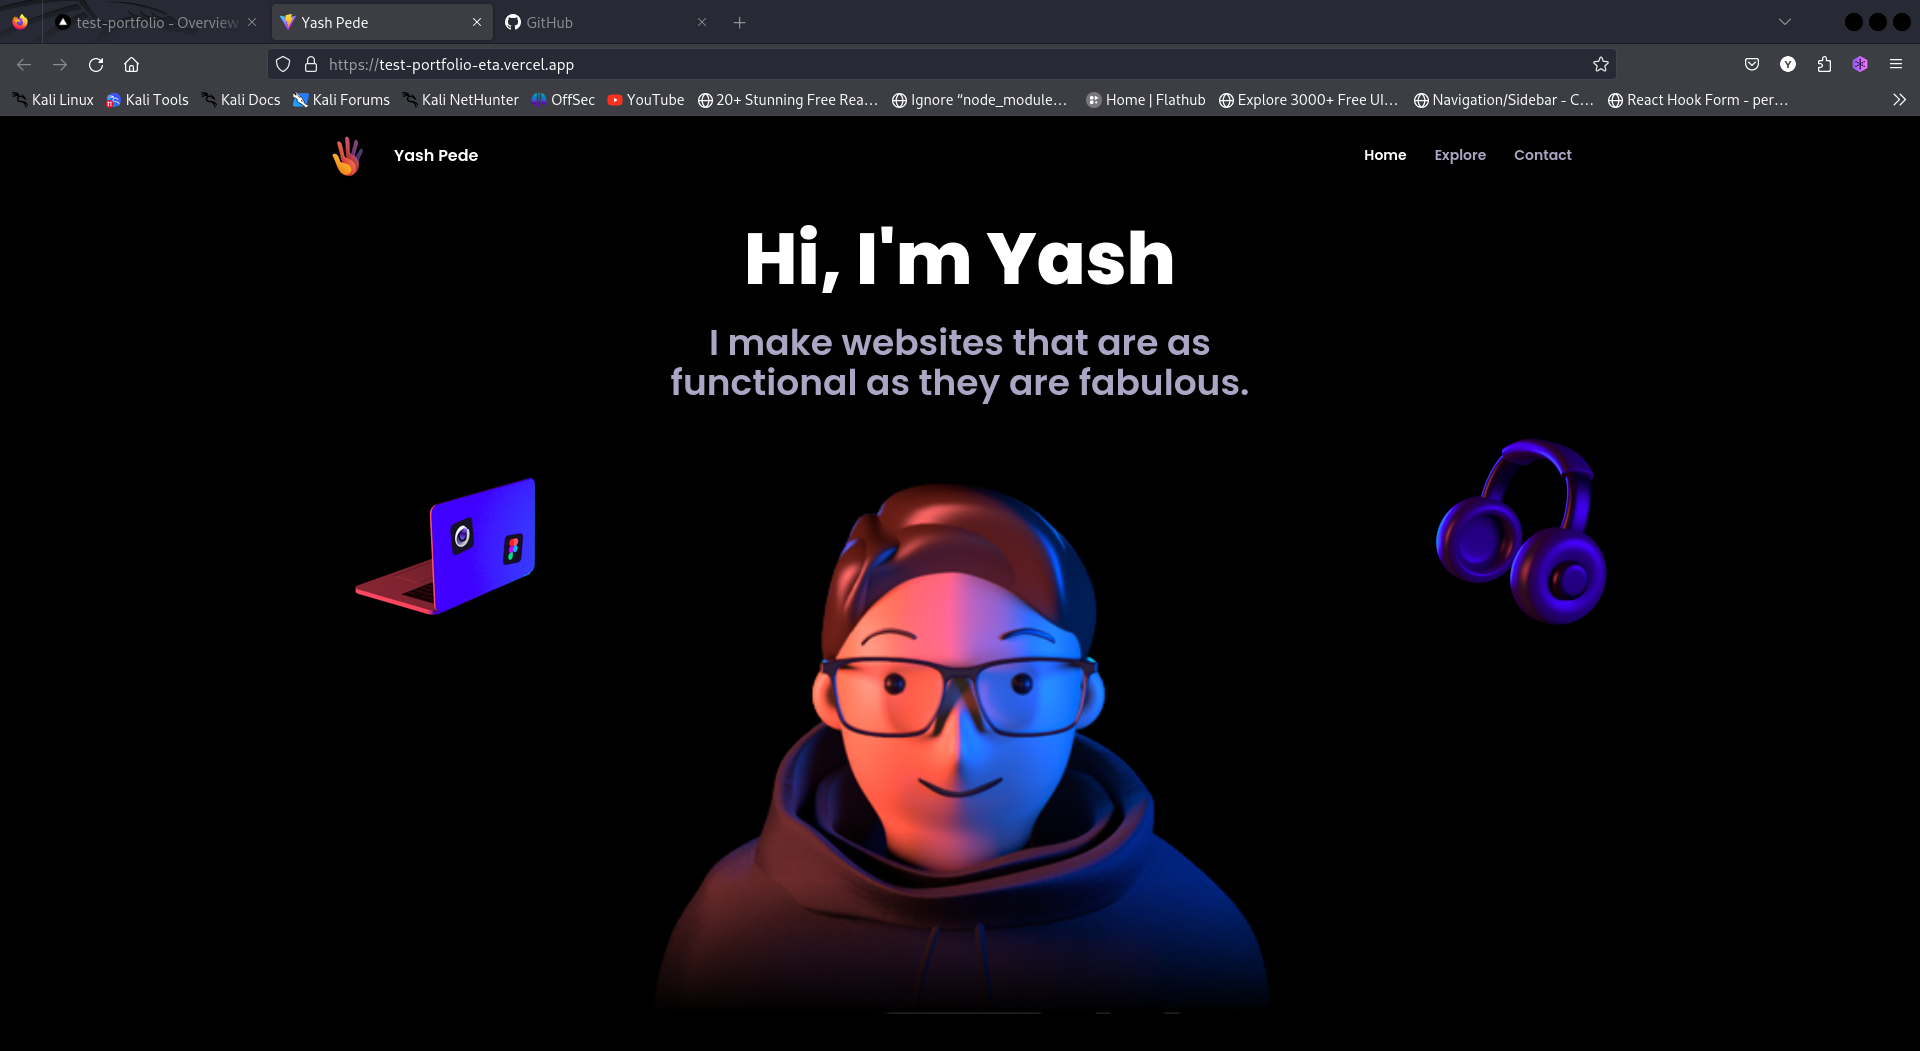 test-portfolio - Overview
Yash Pede
GitHub
https://test-portfolio-eta.vercel.app
Y
Kali Linux
Kali Tools
Kali Docs
Kali Forums
Kali NetHunter
OffSec
YouTube
20+ Stunning Free Rea…
Ignore “node_module…
Home | Flathub
Explore 3000+ Free UI…
Navigation/Sidebar - C…
React Hook Form - per…
Yash Pede
Home
Explore
Contact
Hi, I'm Yash
I make websites that are as
functional as they are fabulous.